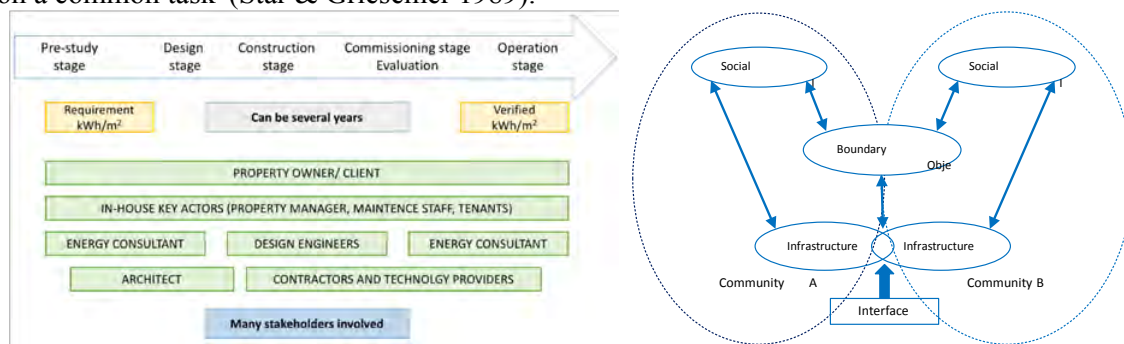 on a common task' (Star & Griesemer 1989).
Pre-study
stage
Design
stage
Construction
stage
Commissioning stage
Evaluation
Operation
stage
Requirement
kWh/m²
Can be several years
Verified
kWh/m²
PROPERTY OWNER/ CLIENT
IN-HOUSE KEY ACTORS (PROPERTY MANAGER, MAINTENCE STAFF, TENANTS)
ENERGY CONSULTANT
DESIGN ENGINEERS
ENERGY CONSULTANT
ARCHITECT
CONTRACTORS AND TECHNOLGY PROVIDERS
Many stakeholders involved
Social
Social
Boundary
Obje
Infrastructure
Infrastructure
Community A
Community B
Interface